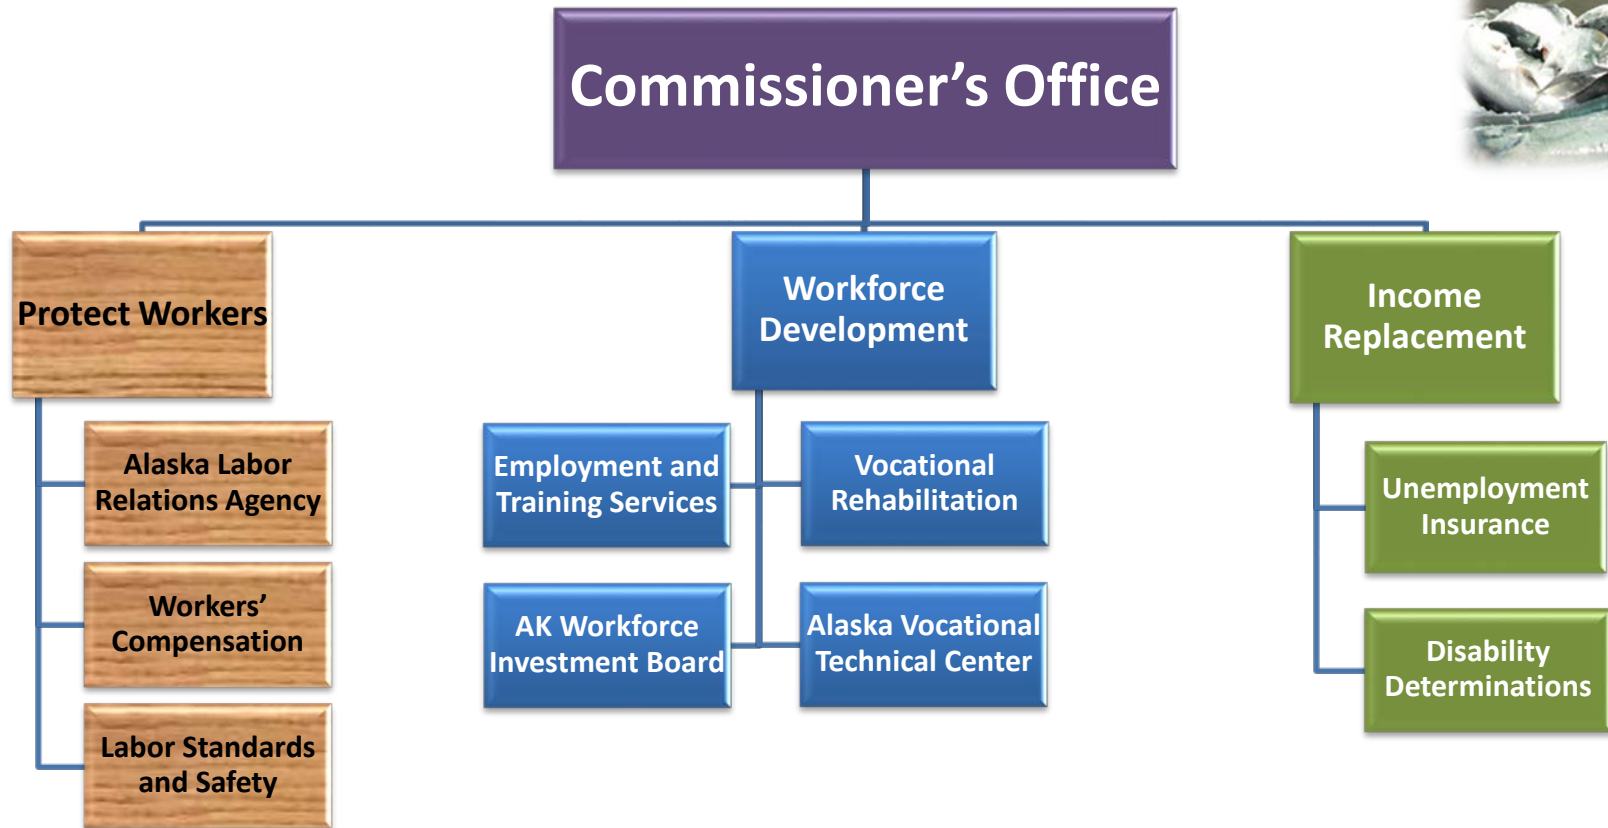 Commissioner’s Office
Protect Workers
Alaska Labor
Relations Agency
Workers’
Compensation
Labor Standards
and Safety
Workforce
Development
Employment and
Training Services
Vocational
Rehabilitation
AK Workforce
Investment Board
Alaska Vocational
Technical Center
Income
Replacement
Unemployment
Insurance
Disability
Determinations